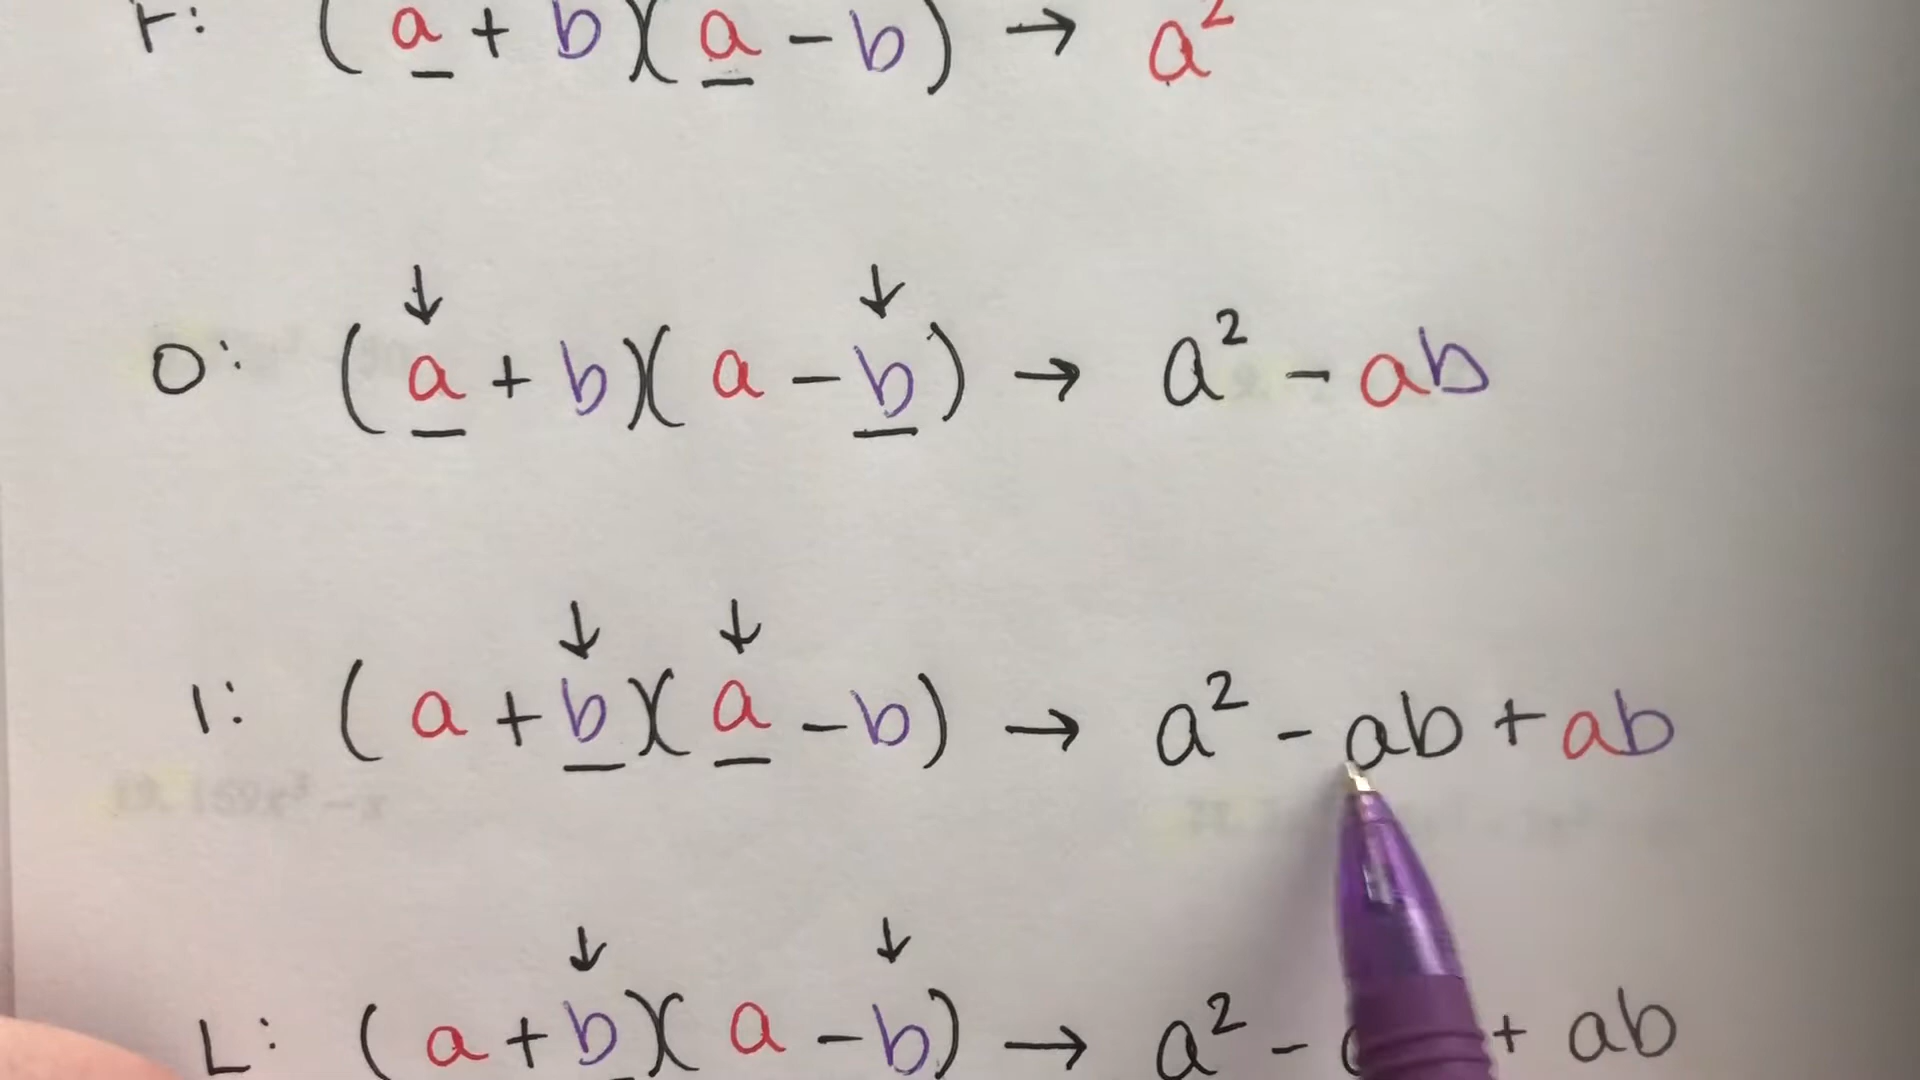 F: (a + b)(a - b) → a²
O: (a + b)(a - b) → a² - ab
I: (a + b)(a - b) → a² - ab + ab
L: (a + b)(a - b) → a² - + ab